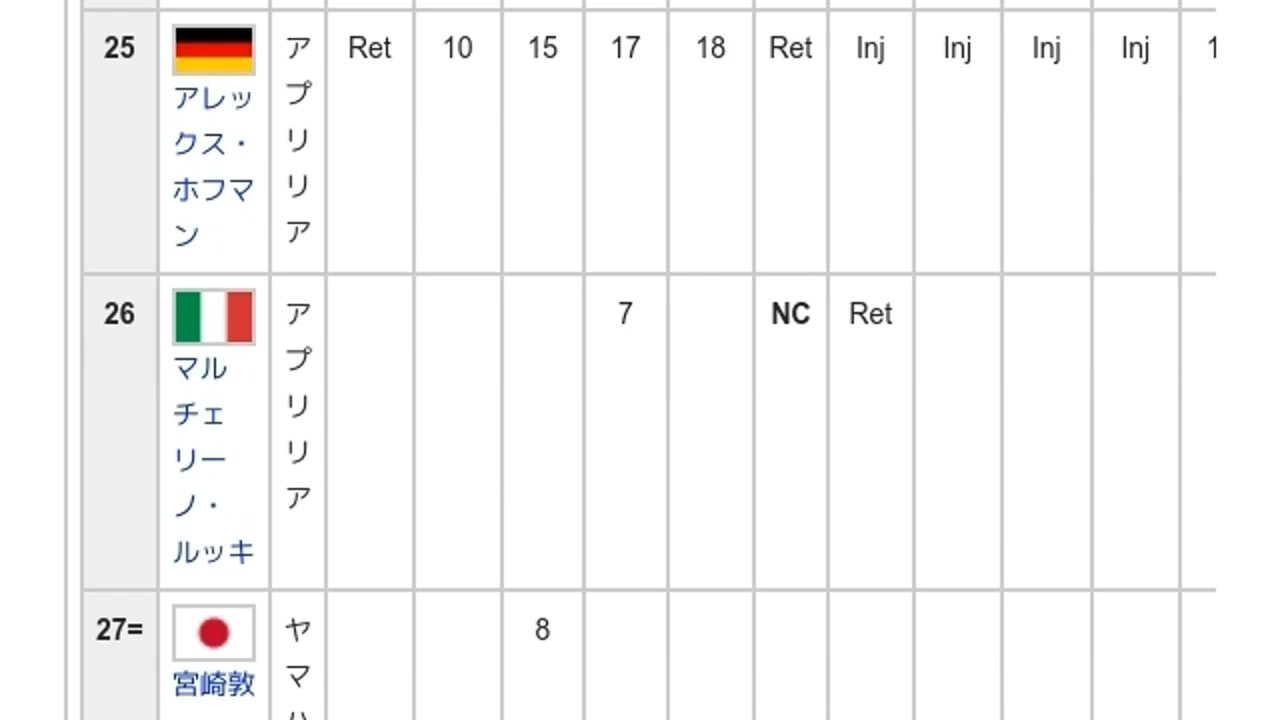 25 アレックス・ホフマン アプリリア Ret 10 15 17 18 Ret Inj Inj Inj Inj 1
26 マルチェリーノ・ルッキ アプリリア 7 NC Ret
27= 宮崎敦 ヤマハ 8